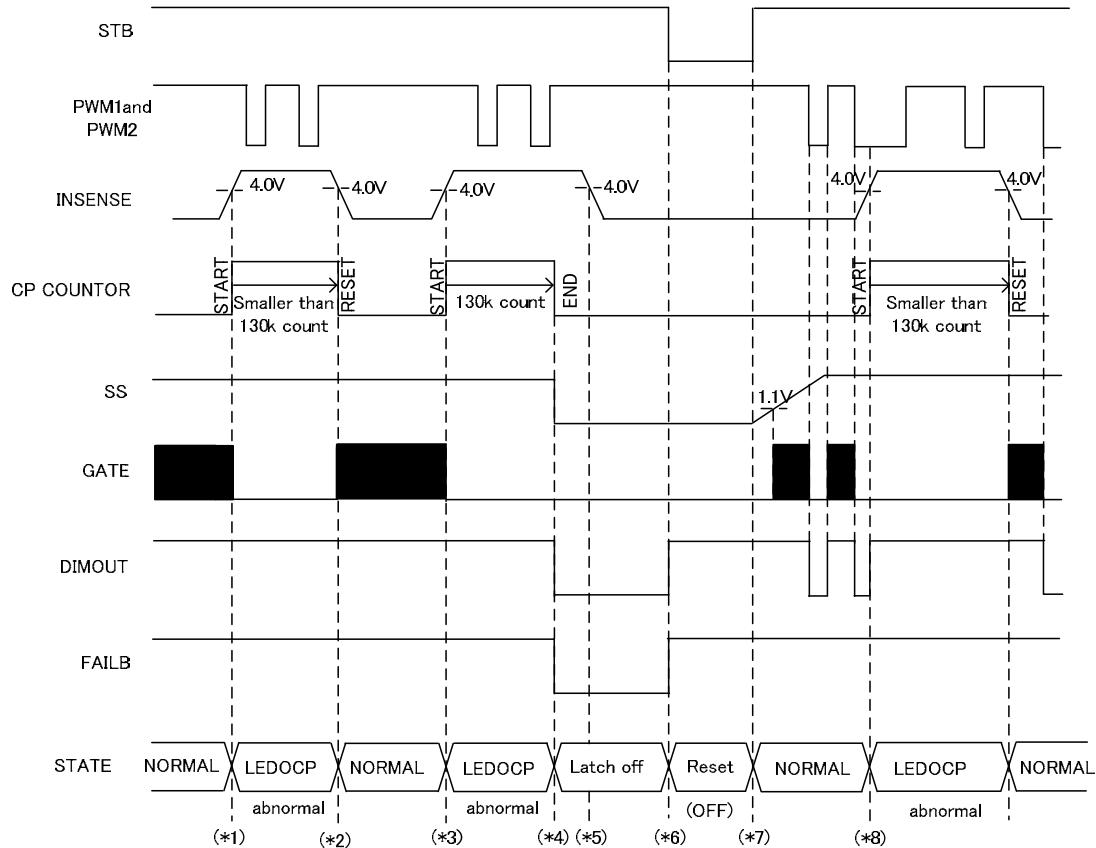 STB
PWM1and
PWM2
INSENSE
4.0V
4.0V
4.0V
4.0V
4.0V
4.0V
CP COUNTOR
START
Smaller than
130k count
RESET
START
130k count
END
START
Smaller than
130k count
RESET
SS
1.1V
GATE
DIMOUT
FAILB
STATE
NORMAL
LEDOCP
NORMAL
LEDOCP
Latch off
Reset
NORMAL
LEDOCP
NORMAL
abnormal
abnormal
(OFF)
abnormal
(*1)
(*2)
(*3)
(*4)
(*5)
(*6)
(*7)
(*8)